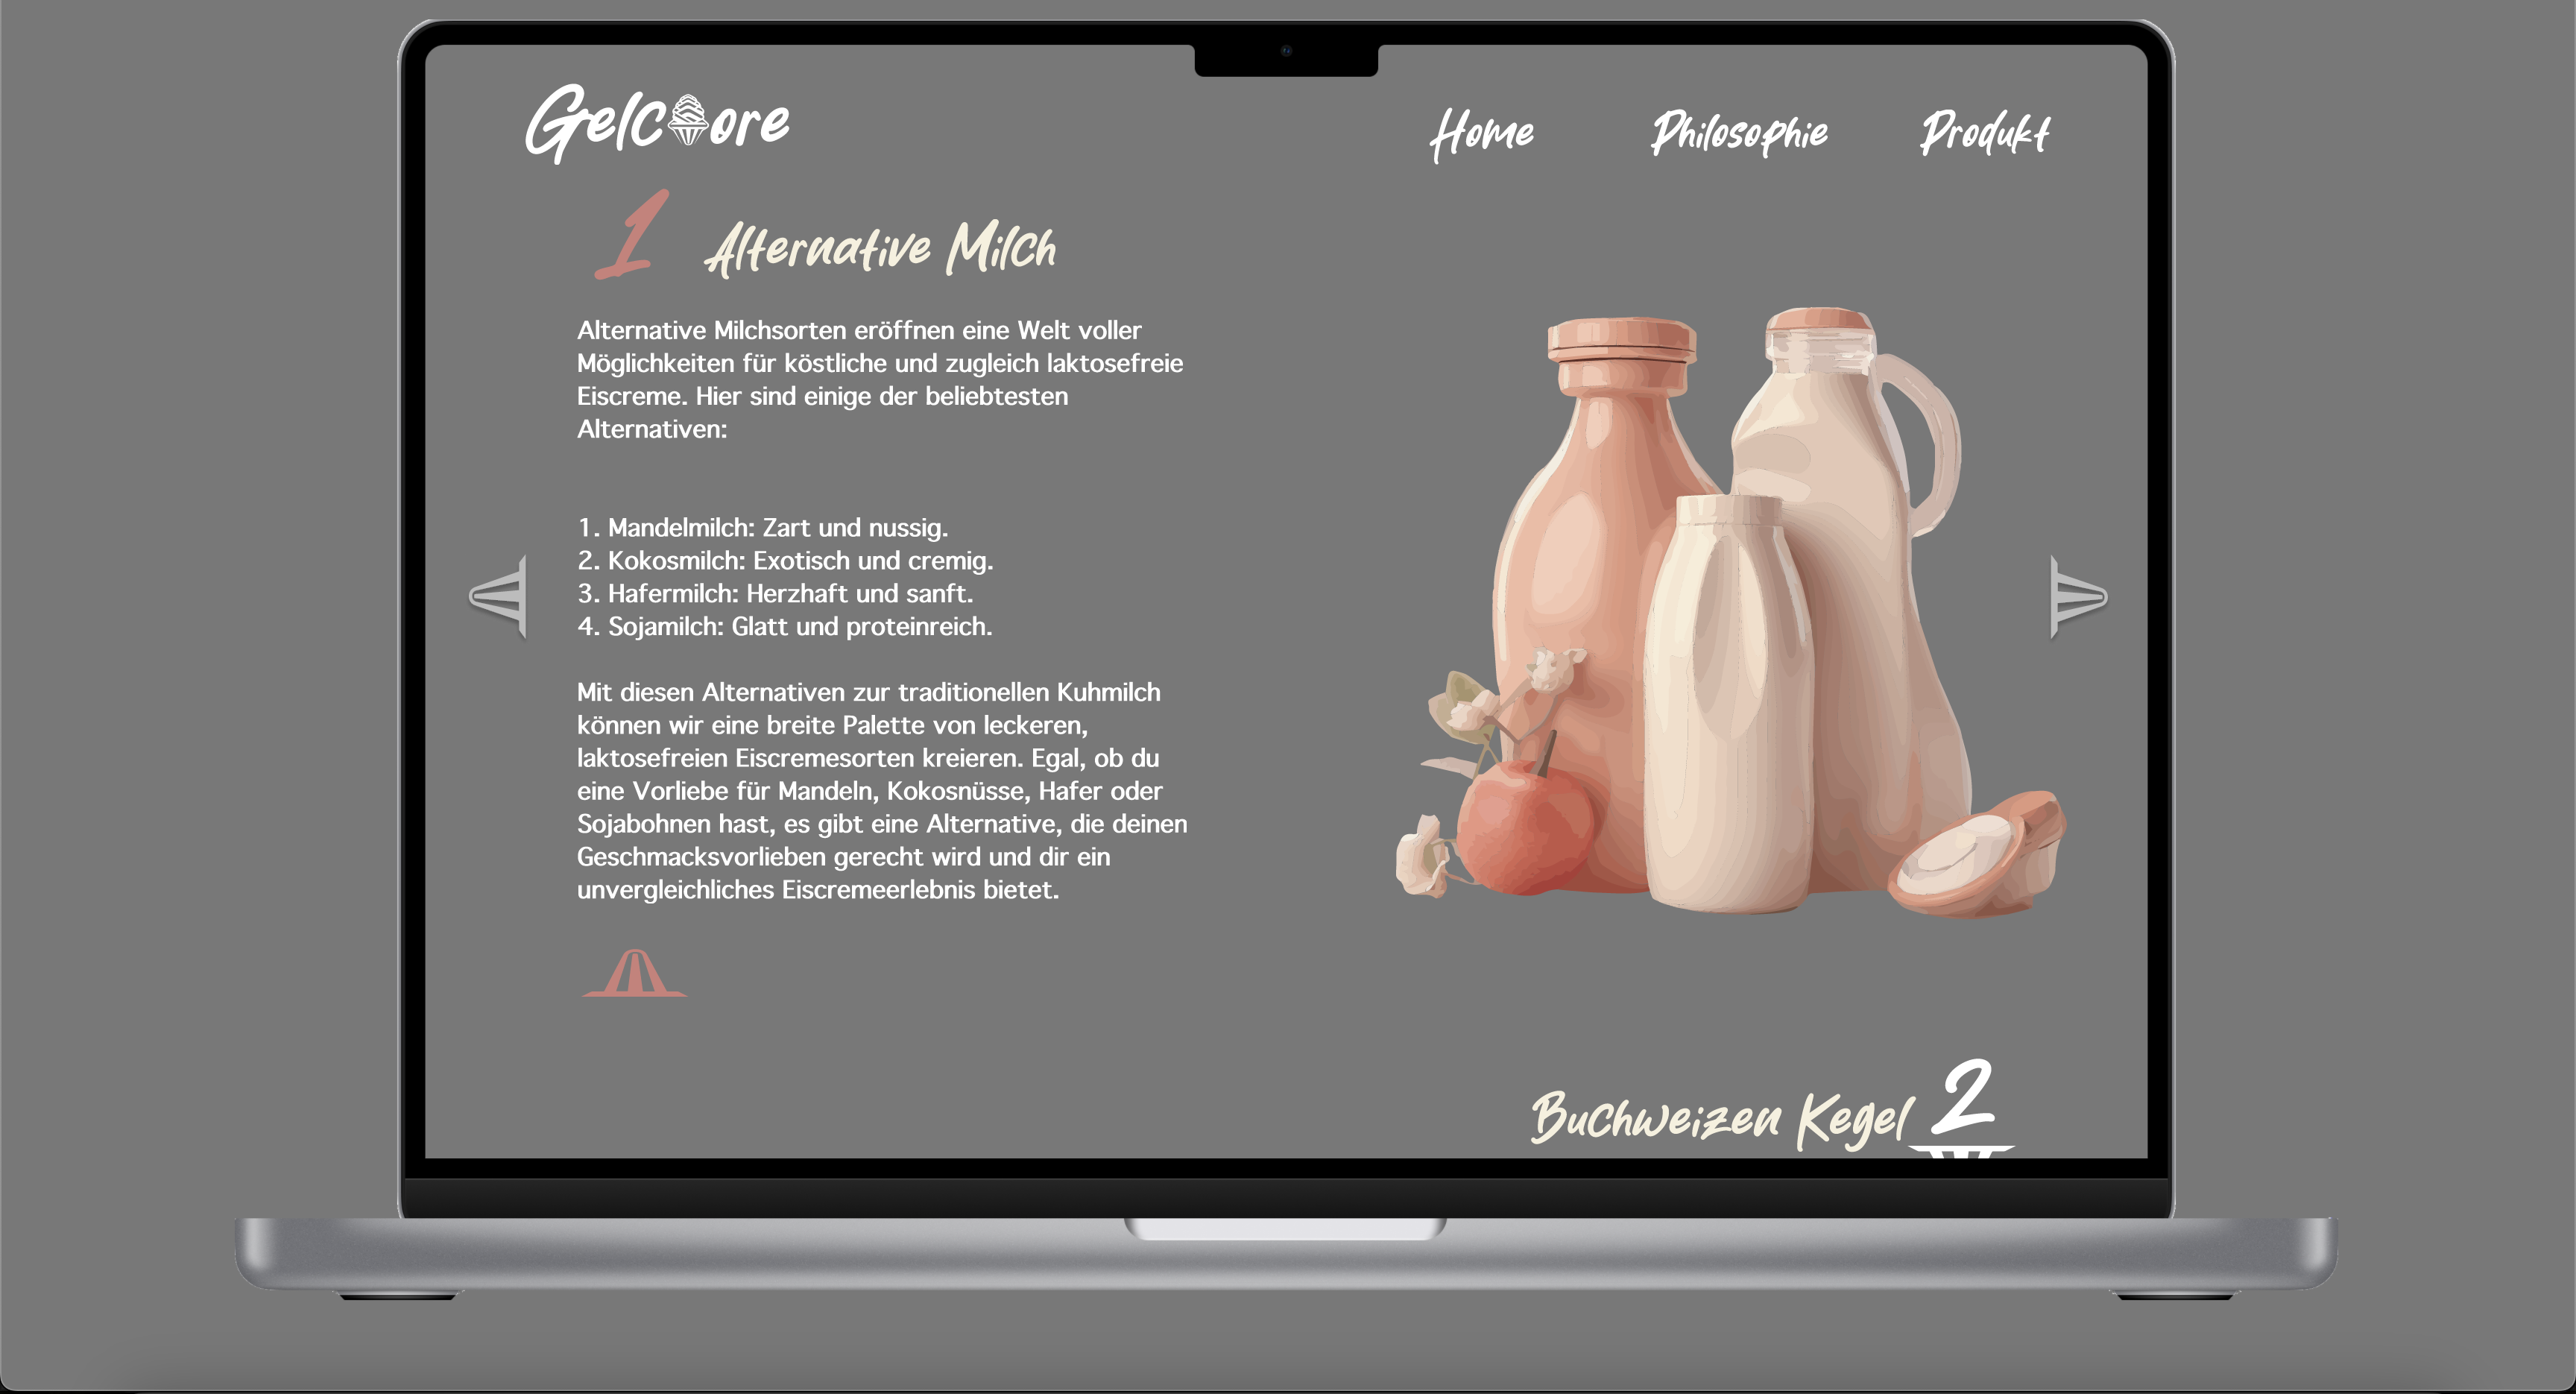 Gelcore
Home Philosophie Produkt
1 Alternative Milch
Alternative Milchsorten eröffnen eine Welt voller
Möglichkeiten für köstliche und zugleich laktosefreie
Eiscreme. Hier sind einige der beliebtesten
Alternativen:
1. Mandelmilch: Zart und nussig.
2. Kokosmilch: Exotisch und cremig.
3. Hafermilch: Herzhaft und sanft.
4. Sojamilch: Glatt und proteinreich.
Mit diesen Alternativen zur traditionellen Kuhmilch
können wir eine breite Palette von leckeren,
laktosefreien Eiscremesorten kreieren. Egal, ob du
eine Vorliebe für Mandeln, Kokosnüsse, Hafer oder
Sojabohnen hast, es gibt eine Alternative, die deinen
Geschmacksvorlieben gerecht wird und dir ein
unvergleichliches Eiscremeerlebnis bietet.
Buchweizen Kegel 2